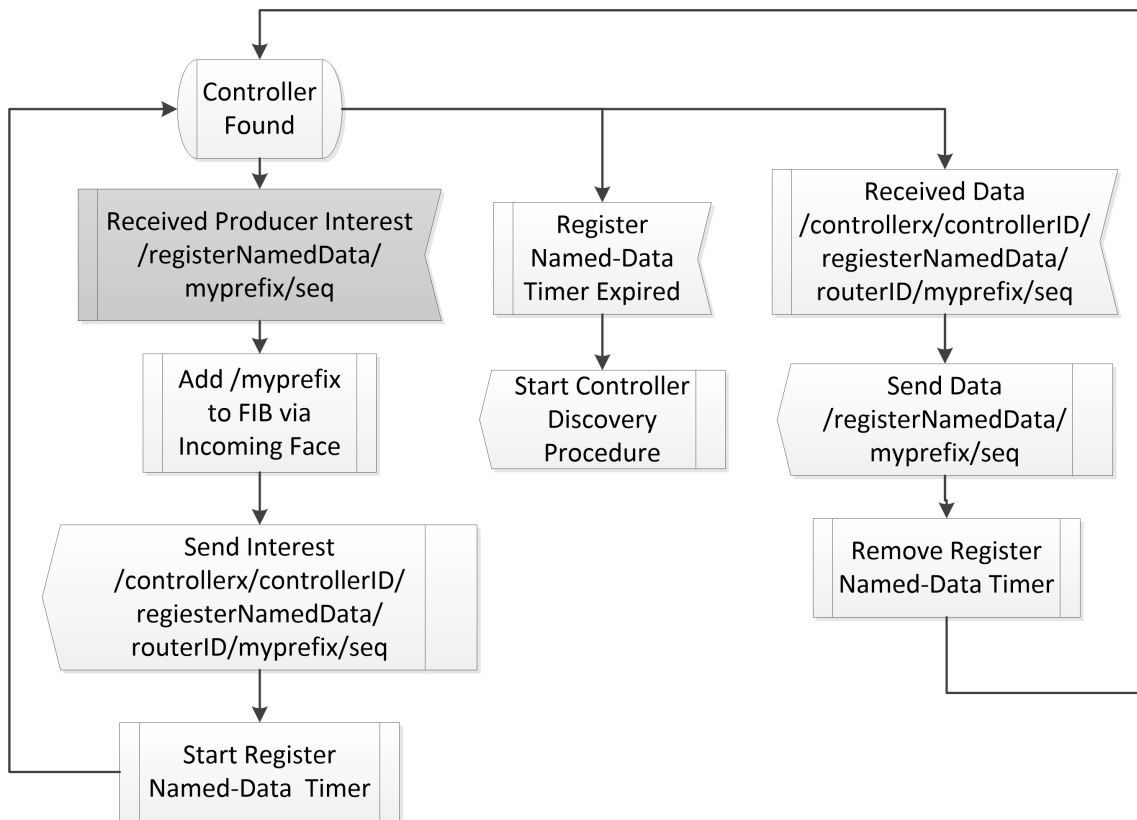 Controller
Found
Received Producer Interest
/registerNamedData/
myprefix/seq
Add /myprefix
to FIB via
Incoming Face
Send Interest
/controllerx/controllerID/
regiesterNamedData/
routerID/myprefix/seq
Start Register
Named-Data Timer
Register
Named-Data
Timer Expired
Start Controller
Discovery
Procedure
Received Data
/controllerx/controllerID/
regiesterNamedData/
routerID/myprefix/seq
Send Data
/registerNamedData/
myprefix/seq
Remove Register
Named-Data Timer